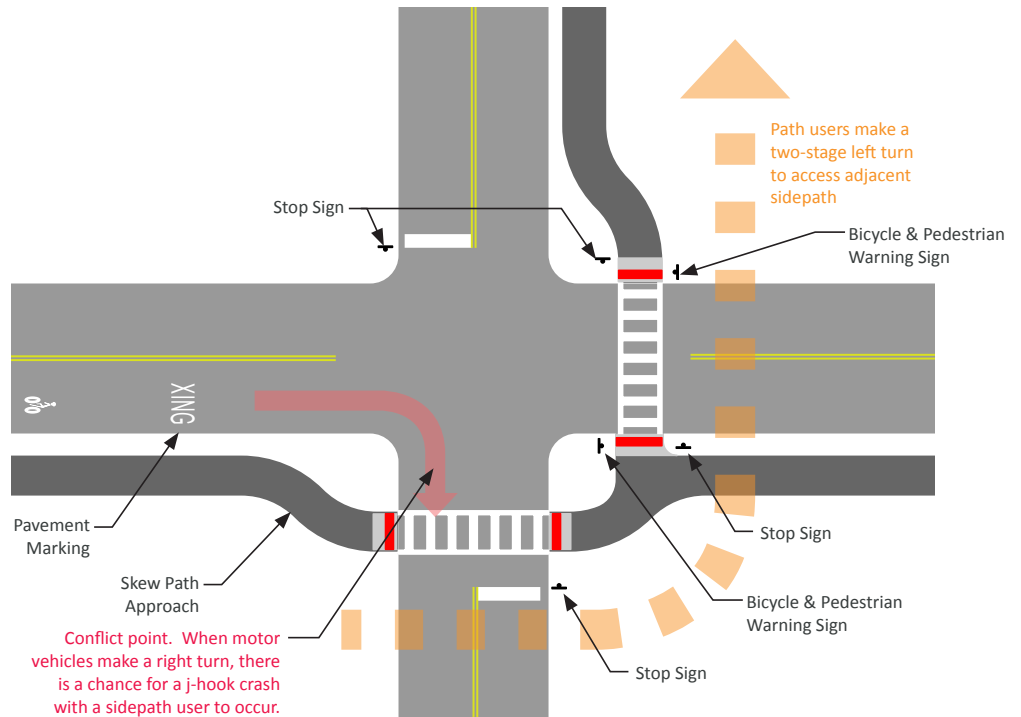 Path users make a
two-stage left turn
to access adjacent
sidepath
Stop Sign
Bicycle & Pedestrian
Warning Sign
XING
Pavement
Marking
Skew Path
Approach
Stop Sign
Bicycle & Pedestrian
Warning Sign
Conflict point.  When motor
vehicles make a right turn, there
is a chance for a j-hook crash
with a sidepath user to occur.
Stop Sign